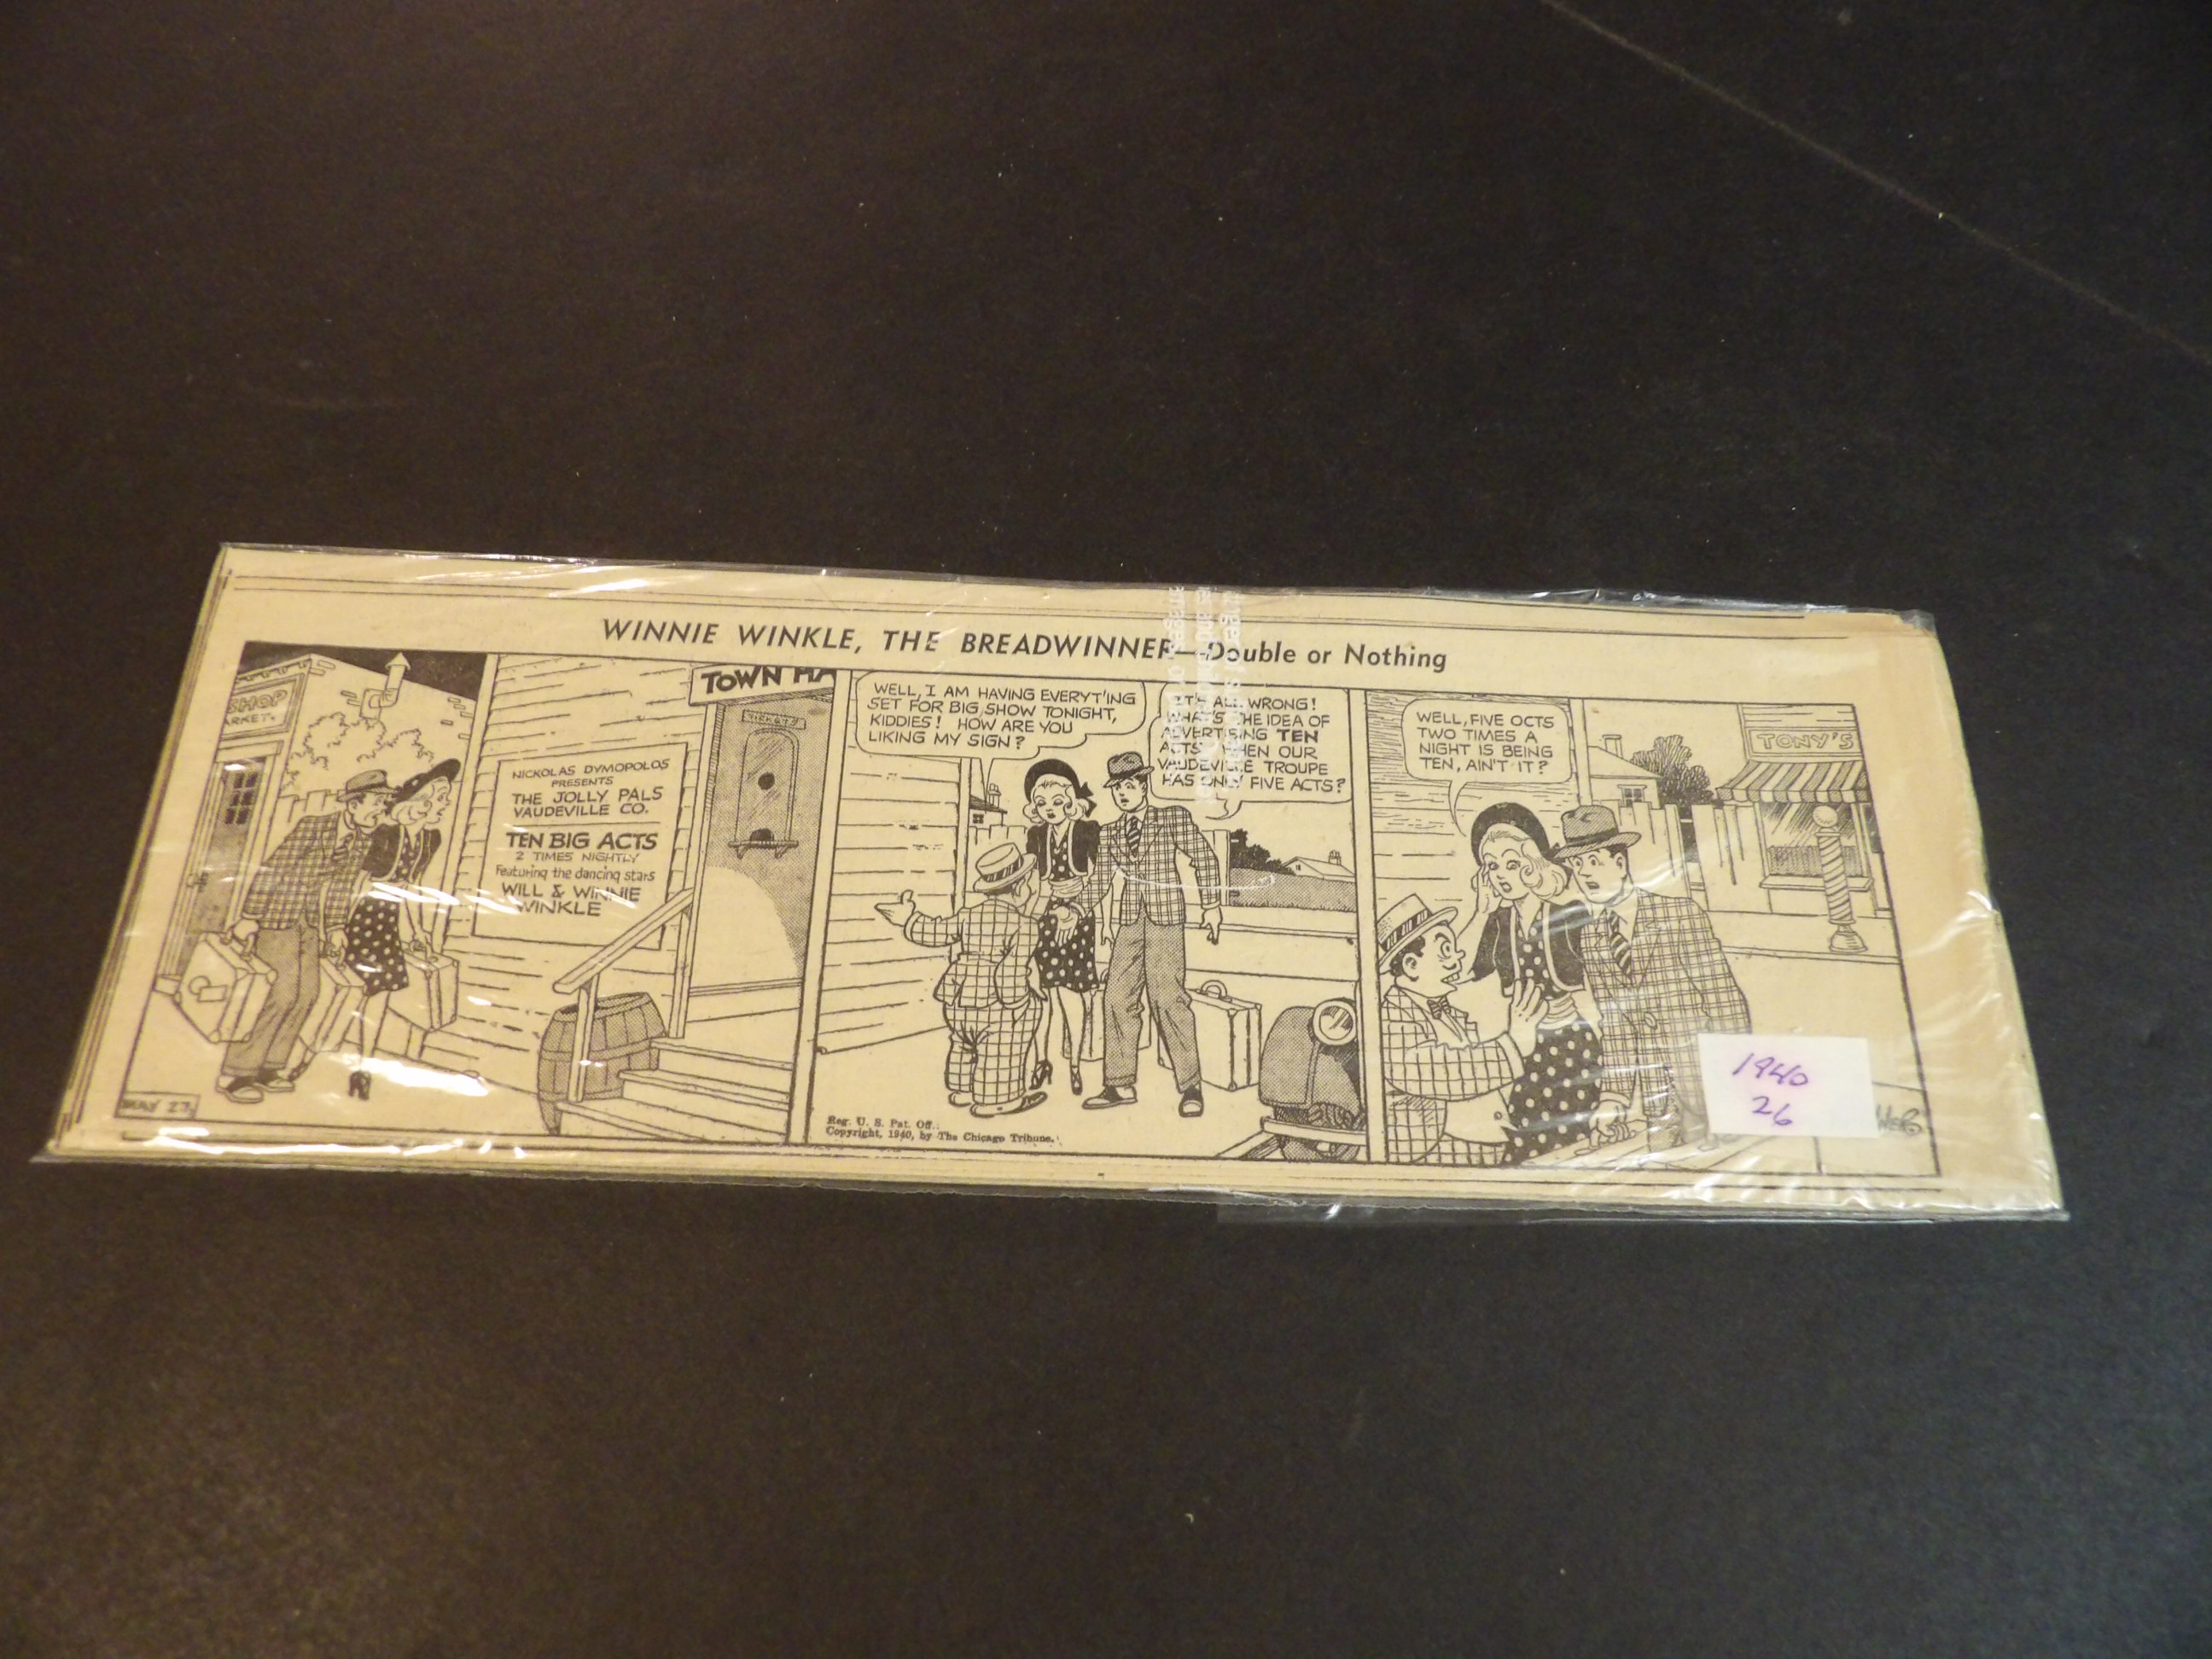 WINNIE WINKLE, THE BREADWINNER—Double or Nothing
SHOP
ARKET.
TOWN HA
TICKETS
NICKOLAS DYMOPOLOS
PRESENTS
THE JOLLY PALS
VAUDEVILLE CO.
TEN BIG ACTS
2 TIMES NIGHTLY
Featuring the dancing stars
WILL & WINNIE
WINKLE
MAY 27
WELL, I AM HAVING EVERYT'ING
SET FOR BIG SHOW TONIGHT,
KIDDIES! HOW ARE YOU
LIKING MY SIGN?
IT'S ALL WRONG!
WHAT'S THE IDEA OF
ADVERTISING TEN
ACTS WHEN OUR
VAUDEVILLE TROUPE
HAS ONLY FIVE ACTS?
Reg. U. S. Pat. Off.:
Copyright, 1940, by The Chicago Tribune.
WELL, FIVE OCTS
TWO TIMES A
NIGHT IS BEING
TEN, AIN'T IT?
TONY'S
1940
26